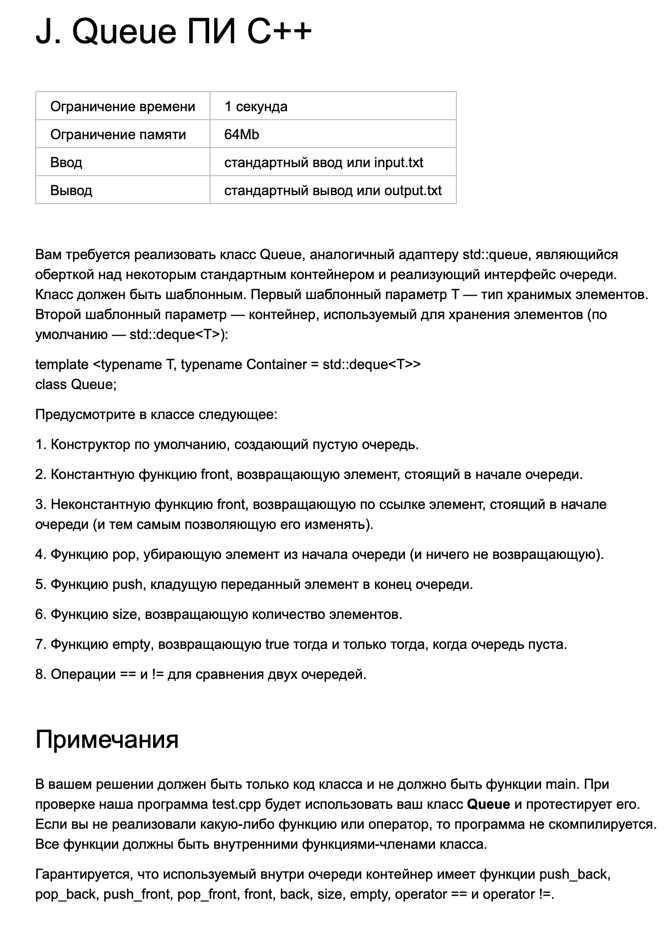 J. Queue ПИ C++
Ограничение времени 1 секунда
Ограничение памяти 64Mb
Ввод стандартный ввод или input.txt
Вывод стандартный вывод или output.txt
Вам требуется реализовать класс Queue, аналогичный адаптеру std::queue, являющийся
оберткой над некоторым стандартным контейнером и реализующий интерфейс очереди.
Класс должен быть шаблонным. Первый шаблонный параметр T — тип хранимых элементов.
Второй шаблонный параметр — контейнер, используемый для хранения элементов (по
умолчанию — std::deque<T>):
template <typename T, typename Container = std::deque<T>>
class Queue;
Предусмотрите в классе следующее:
1. Конструктор по умолчанию, создающий пустую очередь.
2. Константную функцию front, возвращающую элемент, стоящий в начале очереди.
3. Неконстантную функцию front, возвращающую по ссылке элемент, стоящий в начале
очереди (и тем самым позволяющую его изменять).
4. Функцию pop, убирающую элемент из начала очереди (и ничего не возвращающую).
5. Функцию push, кладущую переданный элемент в конец очереди.
6. Функцию size, возвращающую количество элементов.
7. Функцию empty, возвращающую true тогда и только тогда, когда очередь пуста.
8. Операции == и != для сравнения двух очередей.
Примечания
В вашем решении должен быть только код класса и не должно быть функции main. При
проверке наша программа test.cpp будет использовать ваш класс Queue и протестирует его.
Если вы не реализовали какую-либо функцию или оператор, то программа не скомпилируется.
Все функции должны быть внутренними функциями-членами класса.
Гарантируется, что используемый внутри очереди контейнер имеет функции push_back,
pop_back, push_front, pop_front, front, back, size, empty, operator == и operator !=.